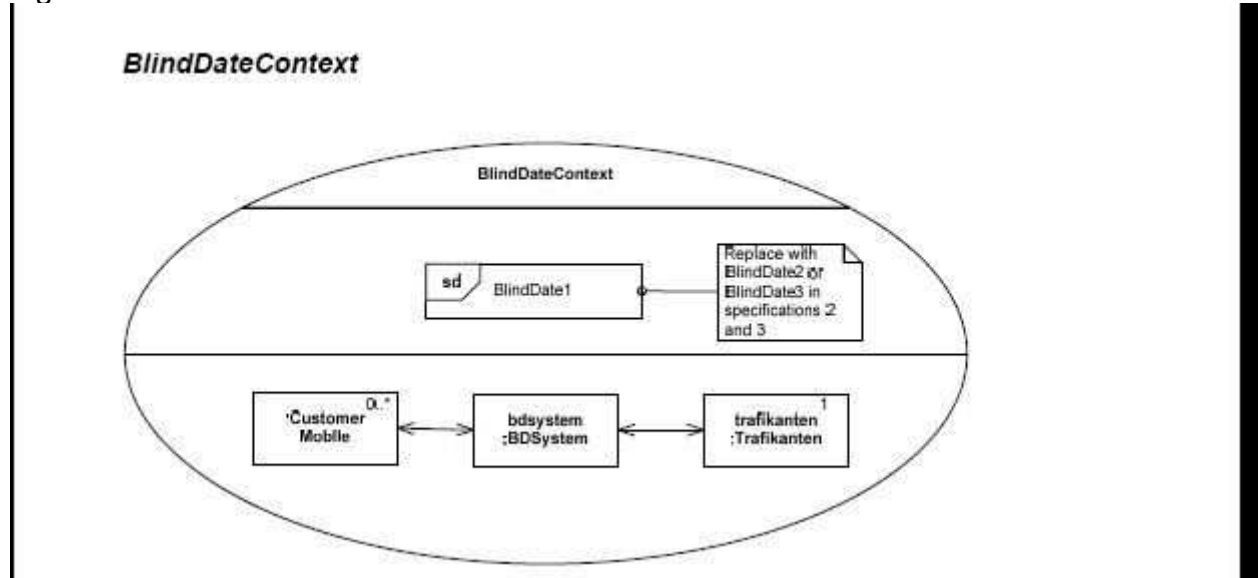 BlindDateContext
BlindDateContext
sd
BlindDate1
Replace with
BlindDate2 or
BlindDate3 in
specifications 2
and 3
0..*
:Customer
Mobile
bdsystem
:BDSystem
1
trafikanten
:Trafikanten